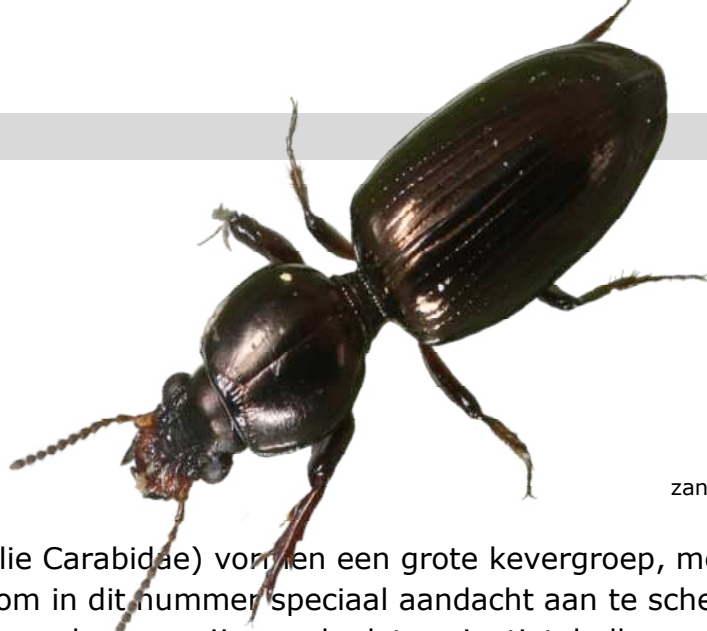 zan
lie Carabidae) vormen een grote kevergroep, me
om in dit nummer speciaal aandacht aan te sche